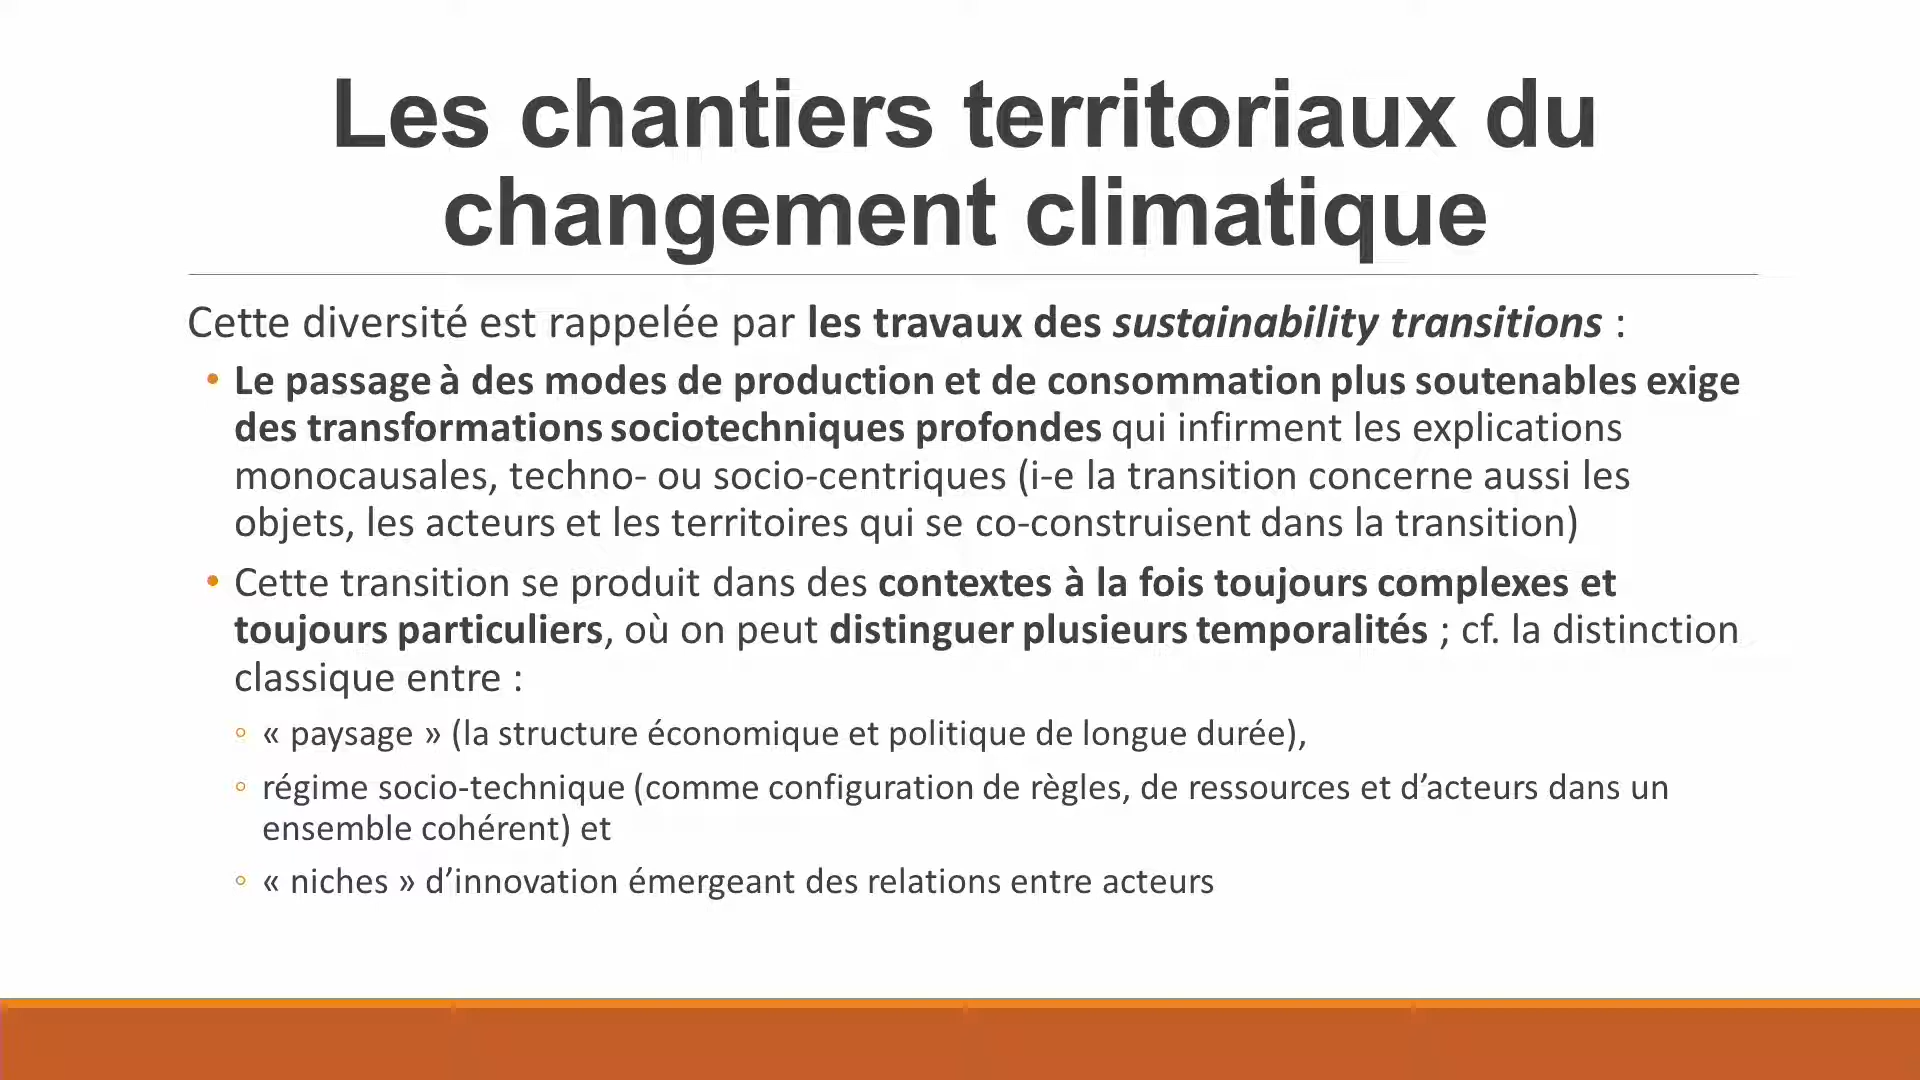 Les chantiers territoriaux du
changement climatique
Cette diversité est rappelée par les travaux des sustainability transitions :
• Le passage à des modes de production et de consommation plus soutenables exige
des transformations sociotechniques profondes qui infirment les explications
monocausales, techno- ou socio-centriques (i-e la transition concerne aussi les
objets, les acteurs et les territoires qui se co-construisent dans la transition)
• Cette transition se produit dans des contextes à la fois toujours complexes et
toujours particuliers, où on peut distinguer plusieurs temporalités ; cf. la distinction
classique entre :
◦ « paysage » (la structure économique et politique de longue durée),
◦ régime socio-technique (comme configuration de règles, de ressources et d’acteurs dans un
ensemble cohérent) et
◦ « niches » d’innovation émergeant des relations entre acteurs